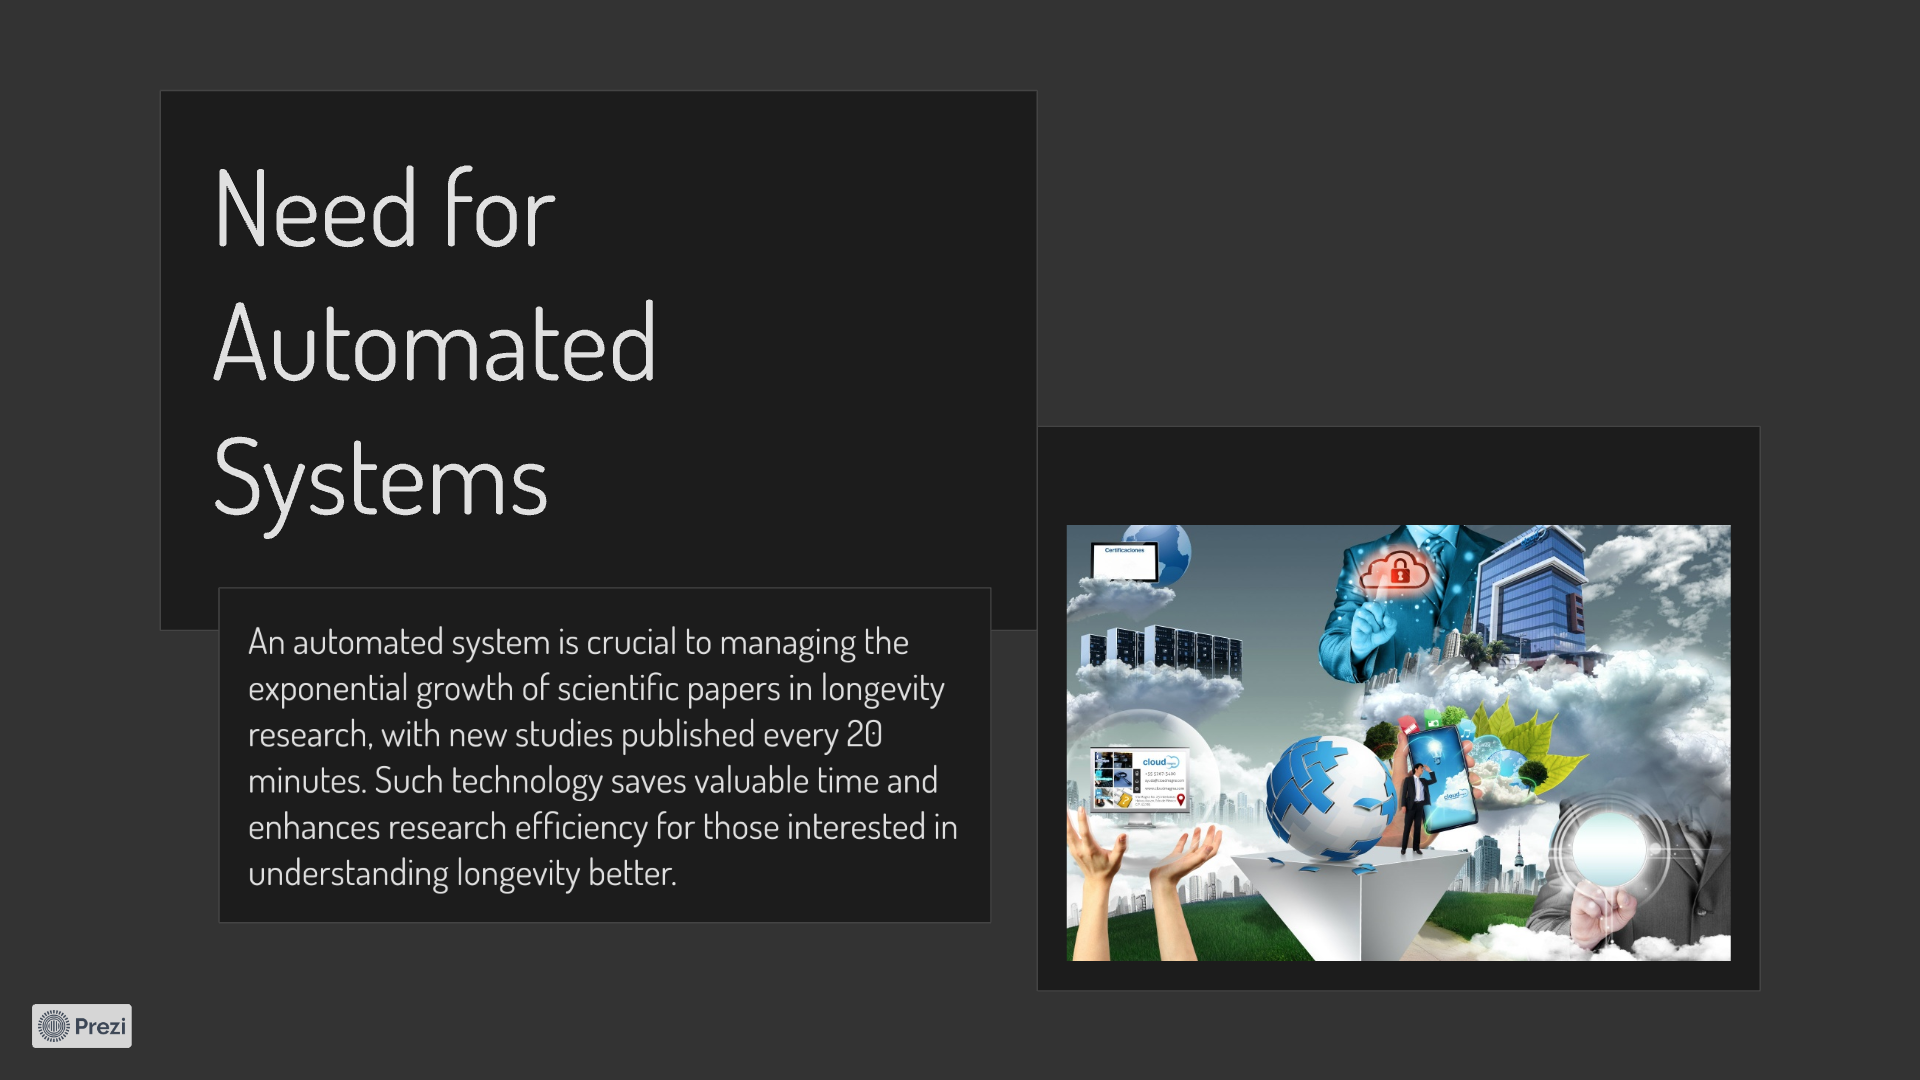 Need for
Automated
Systems
An automated system is crucial to managing the
exponential growth of scientific papers in longevity
research, with new studies published every 20
minutes. Such technology saves valuable time and
enhances research efficiency for those interested in
understanding longevity better.
Certificaciones
cloud
cloud
Prezi